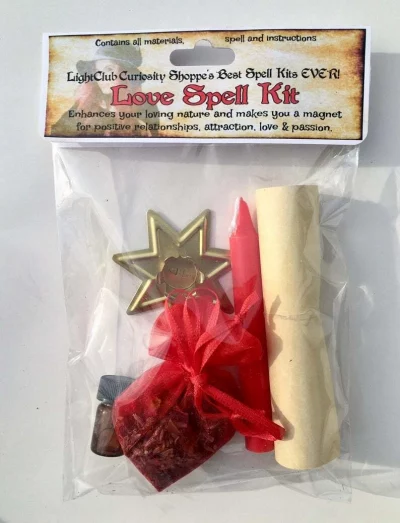 Contains all materials, spell and instructions
LightClub Curiosity Shoppe's Best Spell Kits EVER!
Love Spell Kit
Enhances your loving nature and makes you a magnet
for positive relationships, attraction, love & passion.